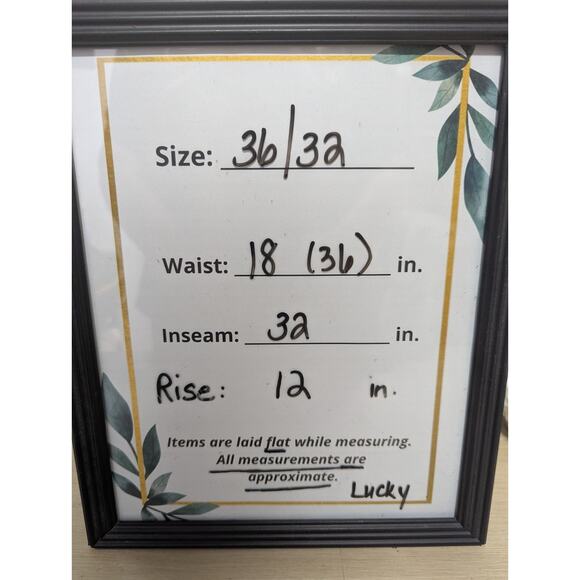 Size: 36/32
Waist: 18 (36) in.
Inseam: 32 in.
Rise: 12 in.
Items are laid flat while measuring.
All measurements are
approximate.
Lucky